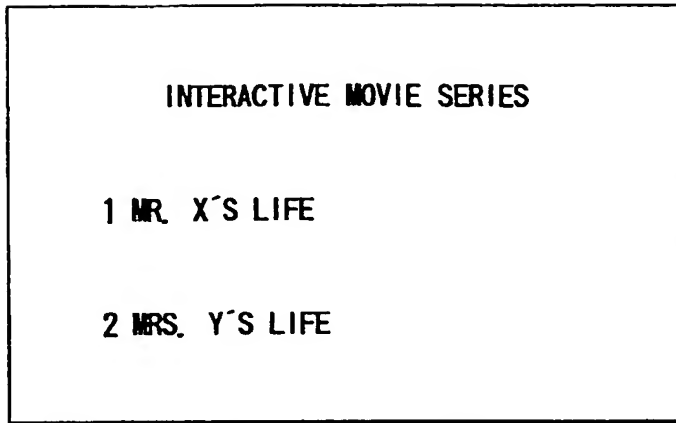 INTERACTIVE MOVIE SERIES
1 MR. X´S LIFE
2 MRS. Y´S LIFE